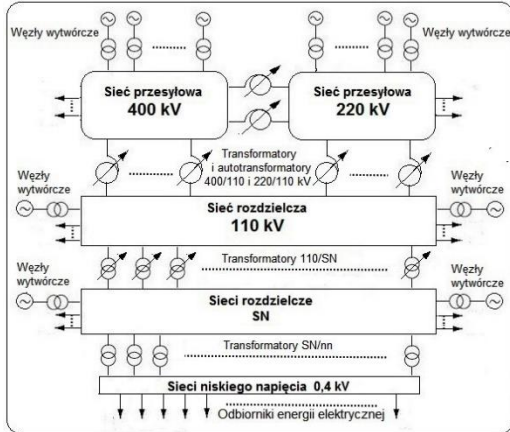 Węzły wytwórcze
Węzły wytwórcze
Sieć przesyłowa
400 kV
Sieć przesyłowa
220 kV
Transformatory
i autotransformatory
400/110 i 220/110 kV
Węzły
wytwórcze
Węzły
wytwórcze
Sieć rozdzielcza
110 kV
Transformatory 110/SN
Węzły
wytwórcze
Węzły
wytwórcze
Sieci rozdzielcze
SN
Transformatory SN/nn
Sieci niskiego napięcia 0,4 kV
Odbiorniki energii elektrycznej